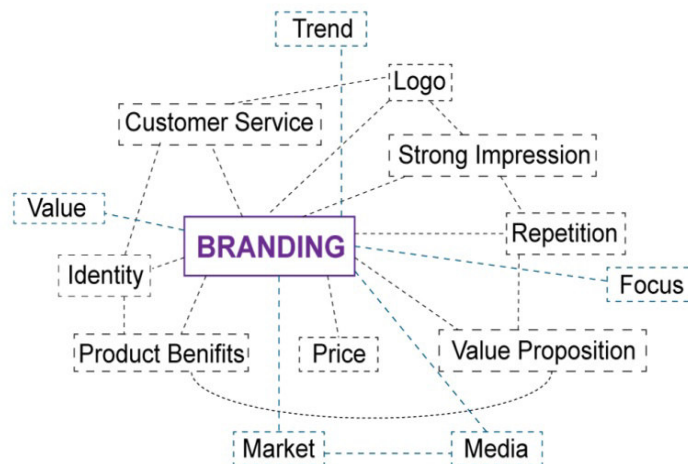 Trend
Logo
Customer Service
Strong Impression
Value
Repetition
BRANDING
Identity
Focus
Product Benifits
Price
Value Proposition
Market
Media